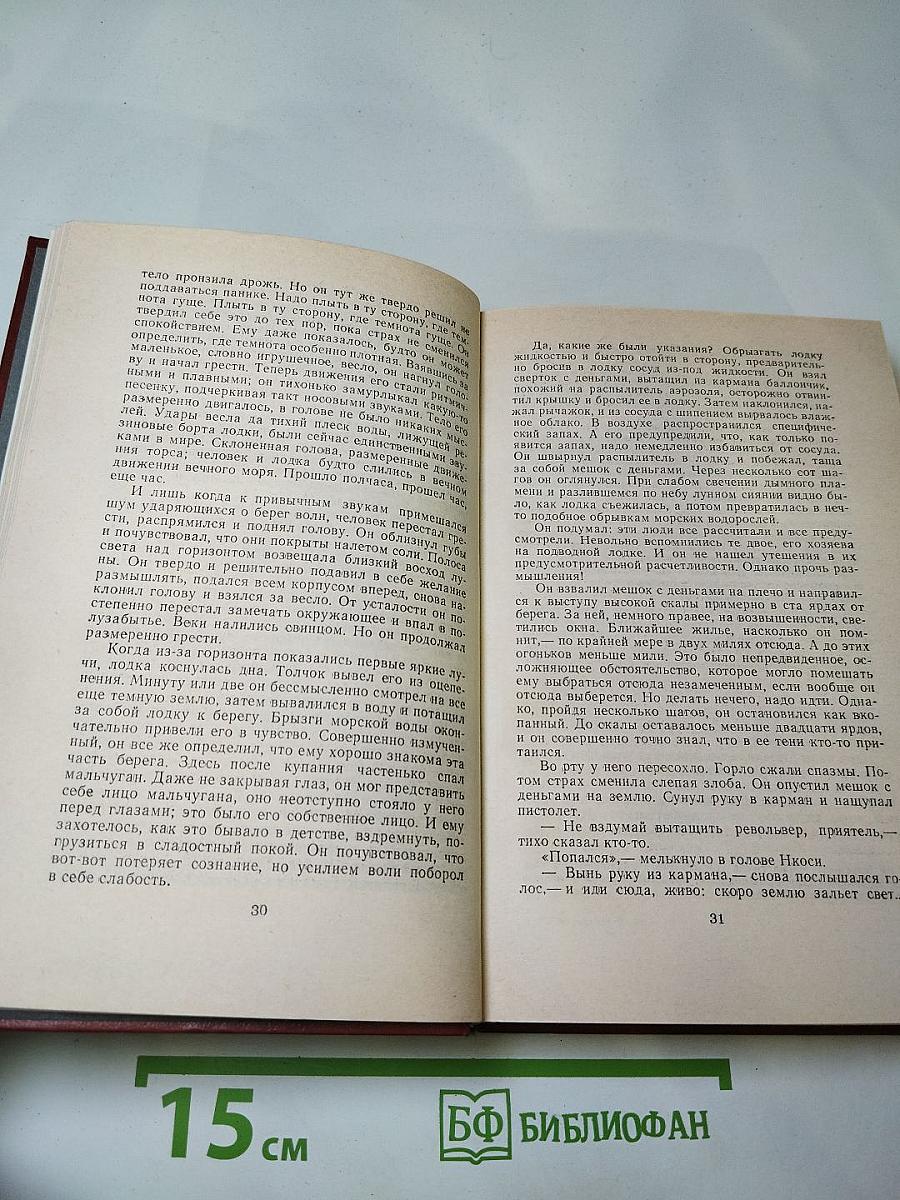 тело пронзила дрожь. Но он тут же твердо решил не
поддаваться панике. Надо плыть в ту сторону, где тем-
нота гуще. Плыть в ту сторону, где темнота гуще. Он
твердил себе это до тех пор, пока страх не сменился
спокойствием. Ему даже показалось, будто он может
определить, где темнота особенно плотная. Взявшись за
маленькое, словно игрушечное, весло, он нагнул голо-
ву и начал грести. Теперь движения его стали ритмич-
ными и плавными; он тихонько замурлыкал какую-то
песенку, подчеркивая такт носовыми звуками. Тело его
размеренно двигалось, в голове не было никаких мыс-
лей. Удары весла да тихий плеск воды, лижущей ре-
зиновые борта лодки, были сейчас единственными зву-
ками в мире. Склоненная голова, размеренные движе-
ния торса; человек и лодка будто слились в вечном
движении вечного моря. Прошло полчаса, прошел час,
еще час.
И лишь когда к привычным звукам примешался
шум ударяющихся о берег волн, человек перестал гре-
сти, распрямился и поднял голову. Он облизнул губы
и почувствовал, что они покрыты налетом соли. Полоса
света над горизонтом возвещала близкий восход лу-
ны. Он твердо и решительно подавил в себе желание
размышлять, подался всем корпусом вперед, снова на-
клонил голову и взялся за весло. От усталости он по-
степенно перестал замечать окружающее и впал в по-
лузабытье. Веки налились свинцом. Но он продолжал
размеренно грести.
Когда из-за горизонта показались первые яркие лу-
чи, лодка коснулась дна. Толчок вывел его из оцепе-
нения. Минуту или две он бессмысленно смотрел на все
еще темную землю, затем вывалился в воду и потащил
за собой лодку к берегу. Брызги морской воды окон-
чательно привели его в чувство. Совершенно измучен-
ный, он все же определил, что ему хорошо знакома эта
часть берега. Здесь после купания частенько спал
мальчуган. Даже не закрывая глаз, он мог представить
себе лицо мальчугана, оно неотступно стояло у него
перед глазами; это было его собственное лицо. И ему
захотелось, как это бывало в детстве, вздремнуть, по-
грузиться в сладостный покой. Он почувствовал, что
вот-вот потеряет сознание, но усилием воли поборол
в себе слабость.
30
Да, какие же были указания? Обрызгать лодку
жидкостью и быстро отойти в сторону, предваритель-
но бросив в лодку сосуд из-под жидкости. Он взял
сверток с деньгами, вытащил из кармана баллончик,
похожий на распылитель аэрозоля, осторожно отвин-
тил крышку и бросил ее в лодку. Затем наклонился, на-
жал рычажок, и из сосуда с шипением вырвалось влаж-
ное облако. В воздухе распространился специфиче-
ский запах. А его предупредили, что, как только по-
явится запах, надо немедленно избавиться от сосуда.
Он швырнул распылитель в лодку и побежал, таща
за собой мешок с деньгами. Через несколько сот ша-
гов он оглянулся. При слабом свечении дымного пла-
мени и разлившемся по небу лунном сиянии видно бы-
ло, как лодка съежилась, а потом превратилась в неч-
то подобное обрывкам морских водорослей.
Он подумал: эти люди все рассчитали и все преду-
смотрели. Невольно вспомнились те двое, его хозяева
на подводной лодке. И он не нашел утешения в их
предусмотрительной расчетливости. Однако прочь раз-
мышления!
Он взвалил мешок с деньгами на плечо и направил-
ся к выступу высокой скалы примерно в ста ярдах от
берега. За ней, немного правее, на возвышенности, све-
тились окна. Ближайшее жилье, насколько он пом-
нит,— по крайней мере в двух милях отсюда. А до этих
огоньков меньше мили. Это было непредвиденное, ос-
ложняющее обстоятельство, которое могло помешать
ему выбраться отсюда незамеченным, если вообще он
отсюда выберется. Но делать нечего, надо идти. Одна-
ко, пройдя несколько шагов, он остановился как вко-
панный. До скалы оставалось меньше двадцати ярдов,
и он совершенно точно знал, что в ее тени кто-то при-
таился.
Во рту у него пересохло. Горло сжали спазмы. По-
том страх сменила слепая злоба. Он опустил мешок с
деньгами на землю. Сунул руку в карман и нащупал
пистолет.
— Не вздумай вытащить револьвер, приятель,—
тихо сказал кто-то.
«Попался»,— мелькнуло в голове Нкоси.
— Вынь руку из кармана,— снова послышался го-
лос,— и иди сюда, живо: скоро землю зальет свет..
31
15 см
БФ БИБЛИОФАН